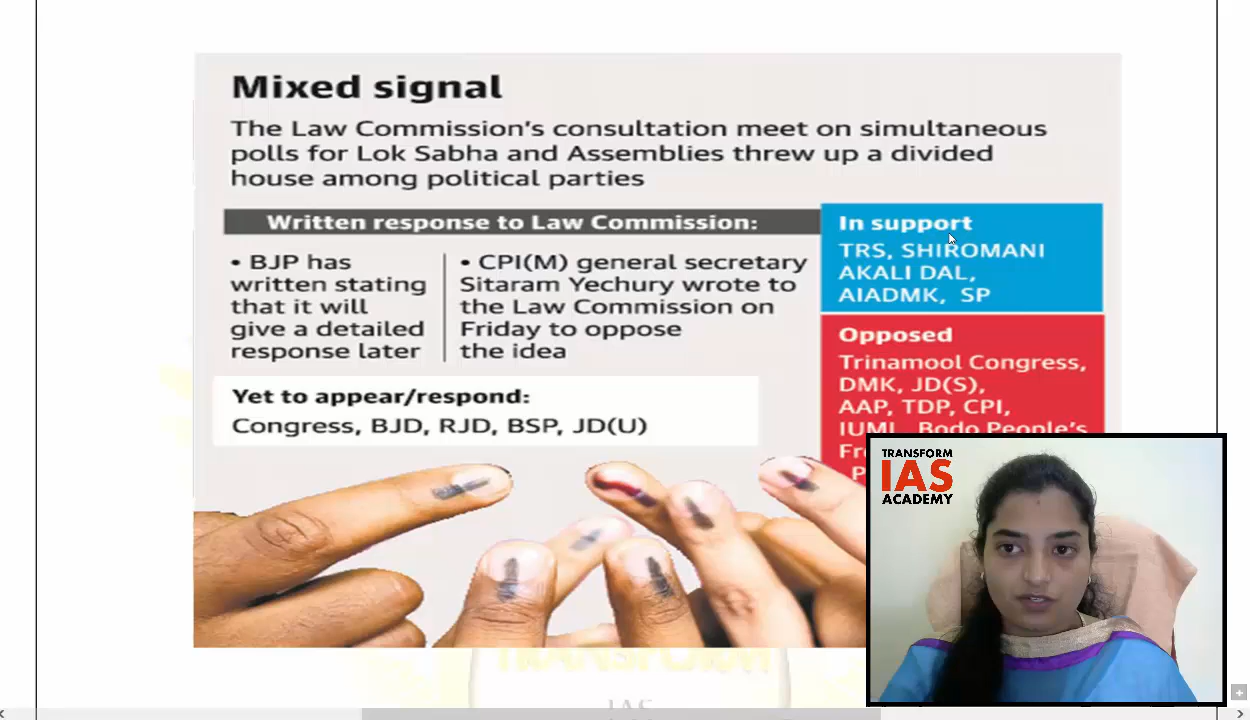 Mixed signal
The Law Commission's consultation meet on simultaneous
polls for Lok Sabha and Assemblies threw up a divided
house among political parties
Written response to Law Commission:
• BJP has
written stating
that it will
give a detailed
response later
• CPI(M) general secretary
Sitaram Yechury wrote to
the Law Commission on
Friday to oppose
the idea
In support
TRS, SHIROMANI
AKALI DAL,
AIADMK, SP
Opposed
Trinamool Congress,
DMK, JD(S),
AAP, TDP, CPI,
IUML, Bodo People's
Yet to appear/respond:
Congress, BJD, RJD, BSP, JD(U)
TRANSFORM
IAS
ACADEMY
TRANSFORM
IAS